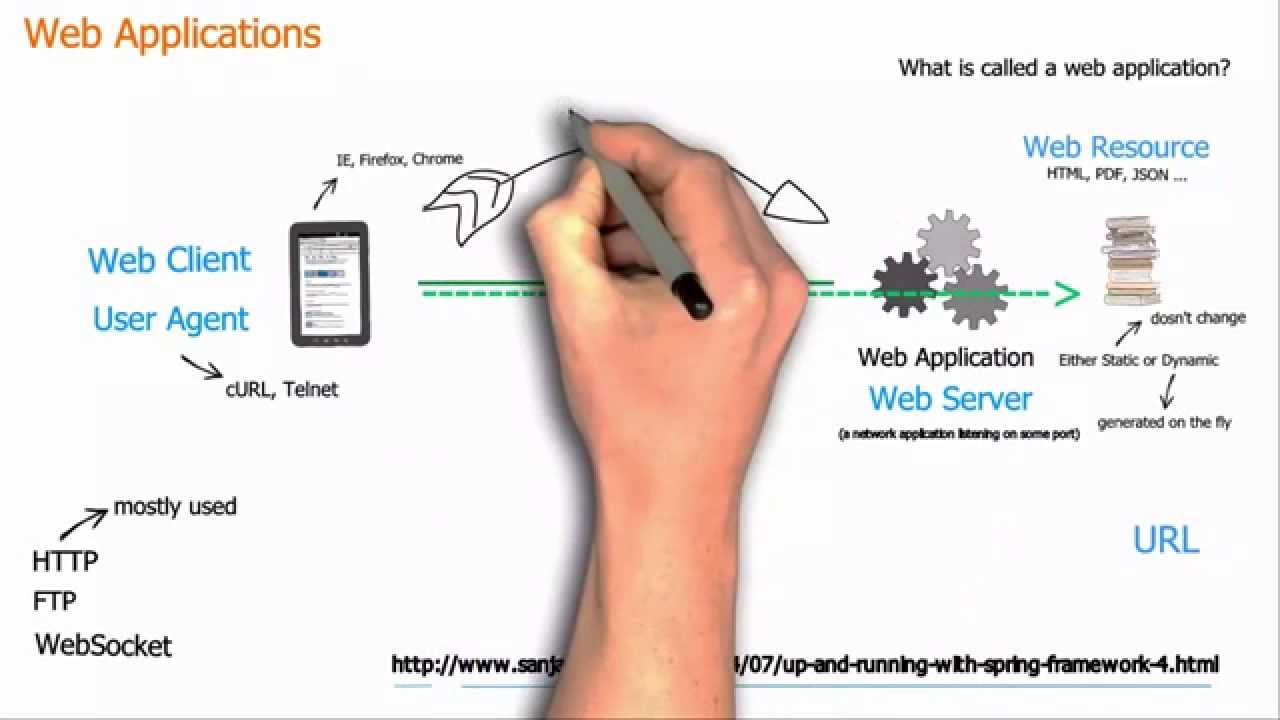 Web Applications
What is called a web application?
IE, Firefox, Chrome
Web Resource
HTML, PDF, JSON ...
Web Client
User Agent
cURL, Telnet
dosn't change
Web Application
Either Static or Dynamic
Web Server
generated on the fly
(a network application listening on some port)
mostly used
HTTP
URL
FTP
WebSocket
http://www.sanja /07/up-and-running-with-spring-framework-4.html